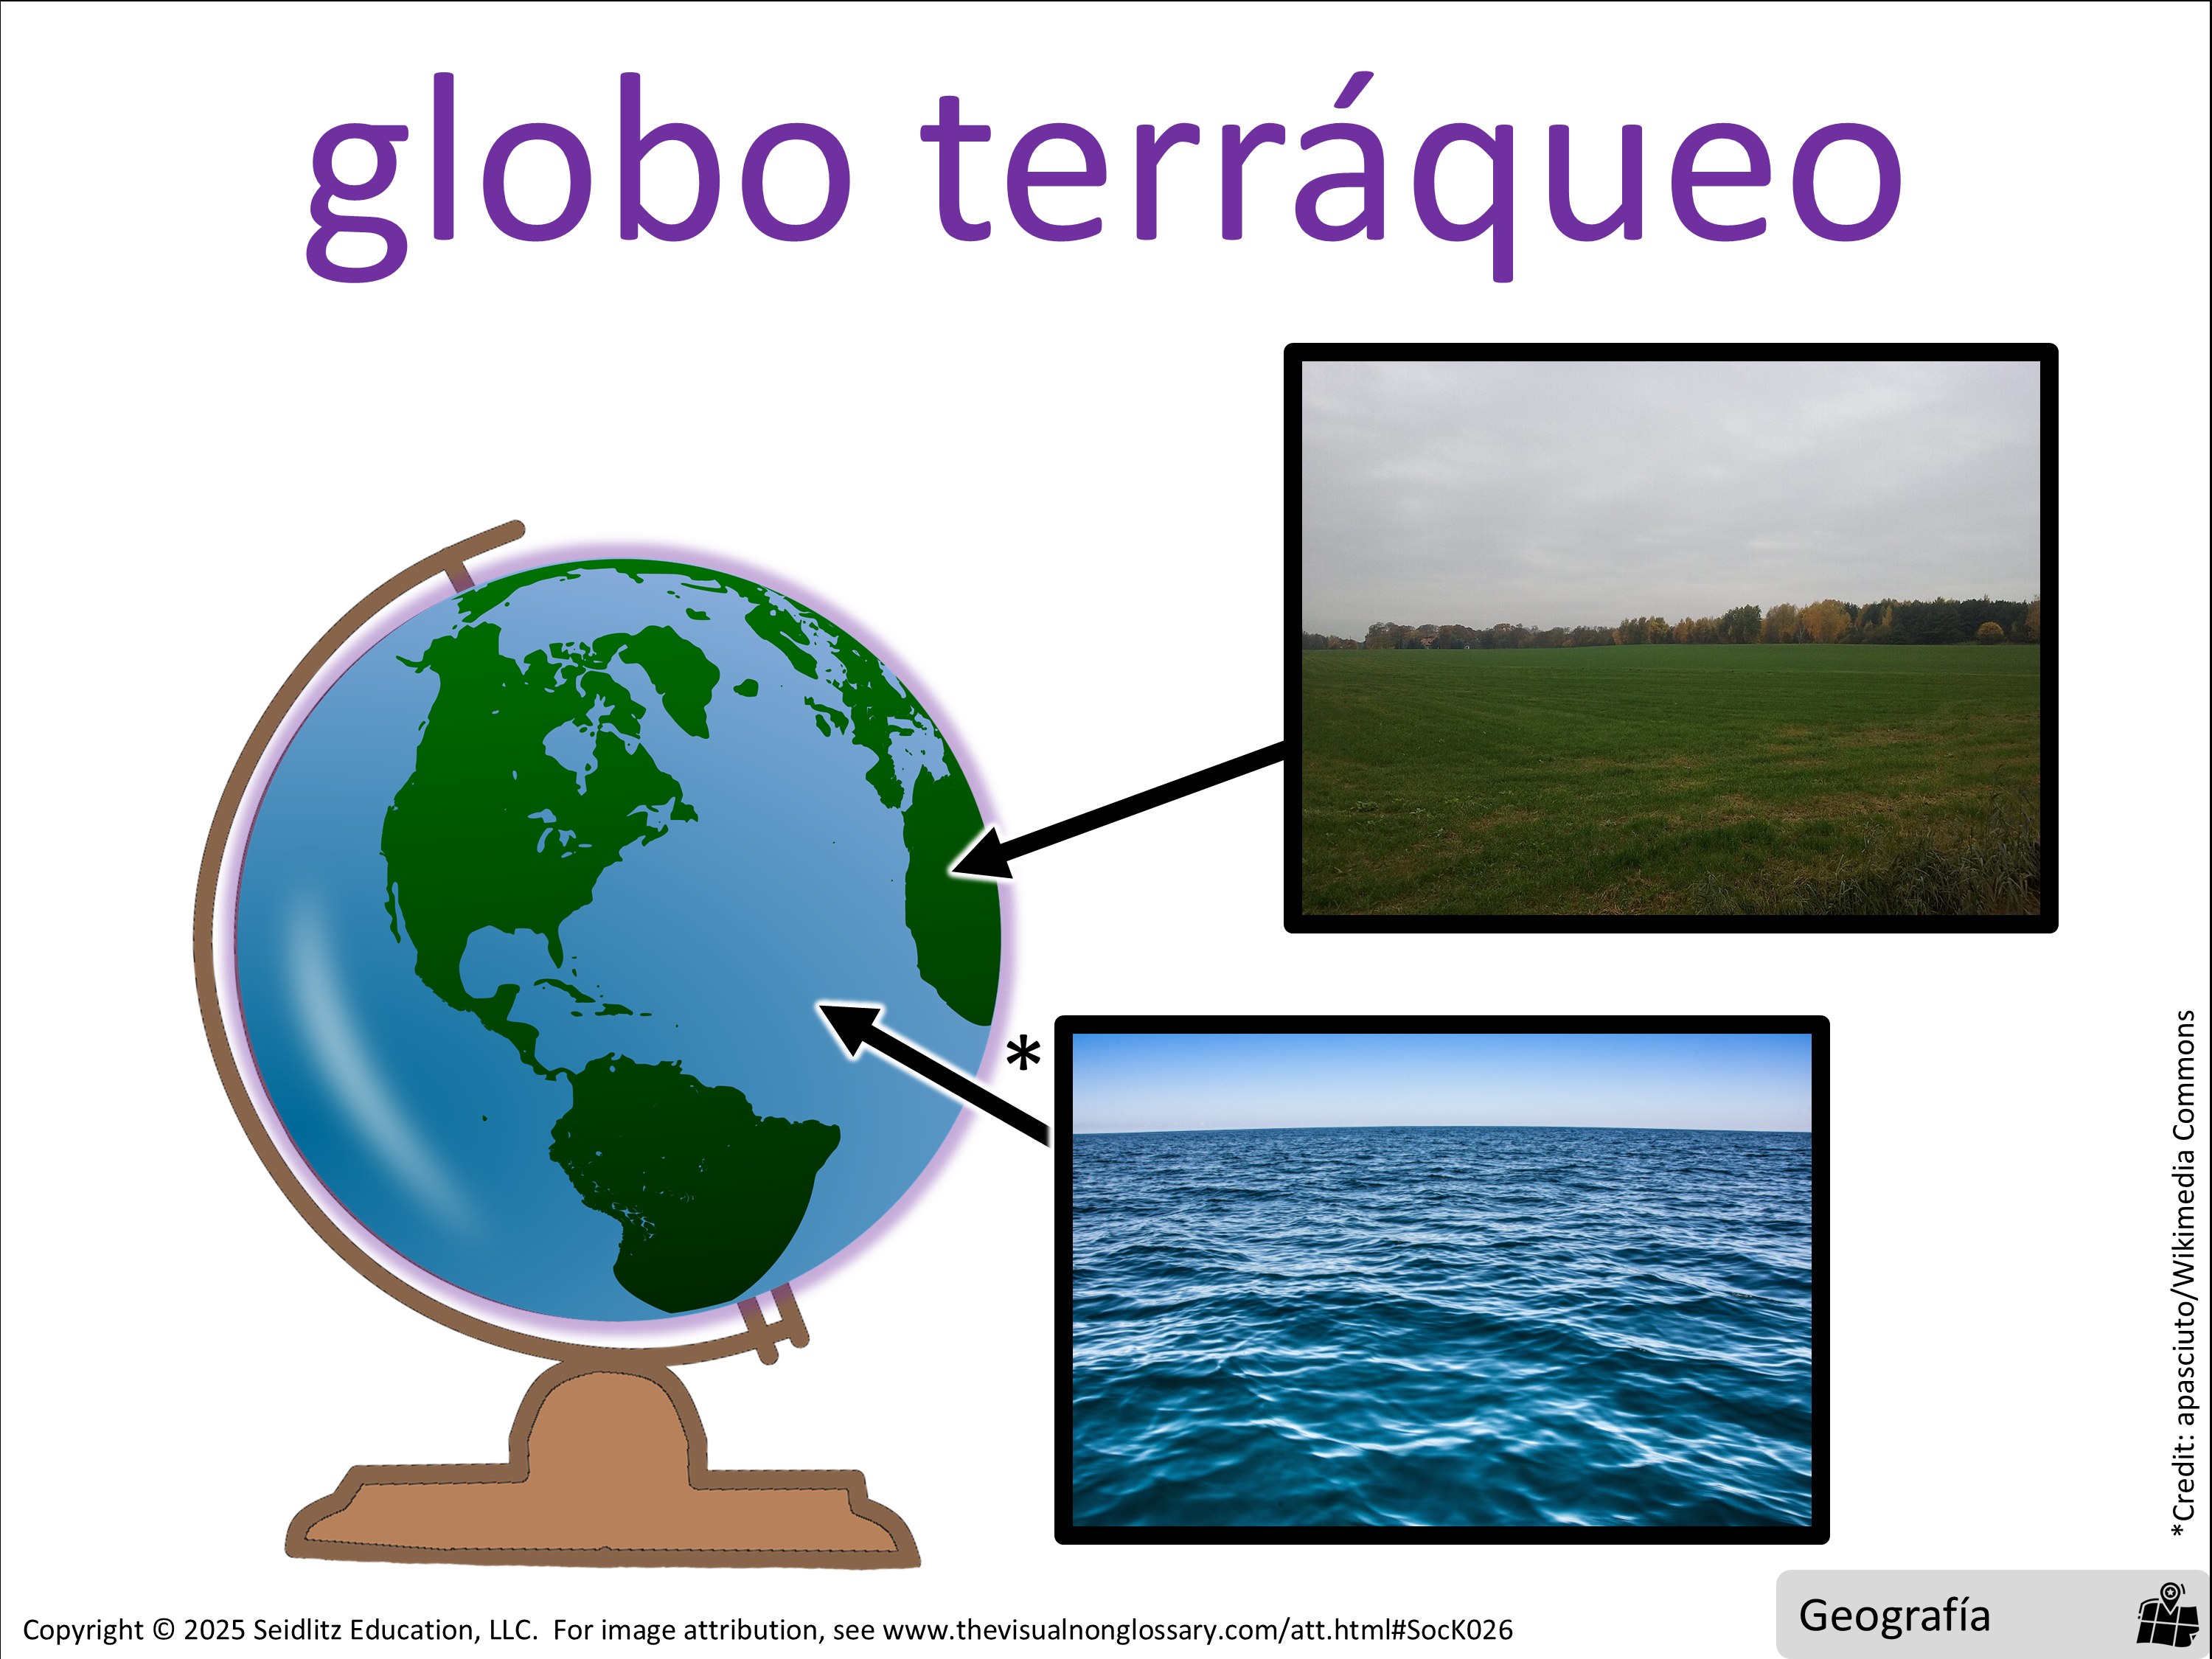 globo terráqueo
*
*Credit: apasciuto/Wikimedia Commons
Geografía
Copyright © 2025 Seidlitz Education, LLC.  For image attribution, see www.thevisualnonglossary.com/att.html#SocK026